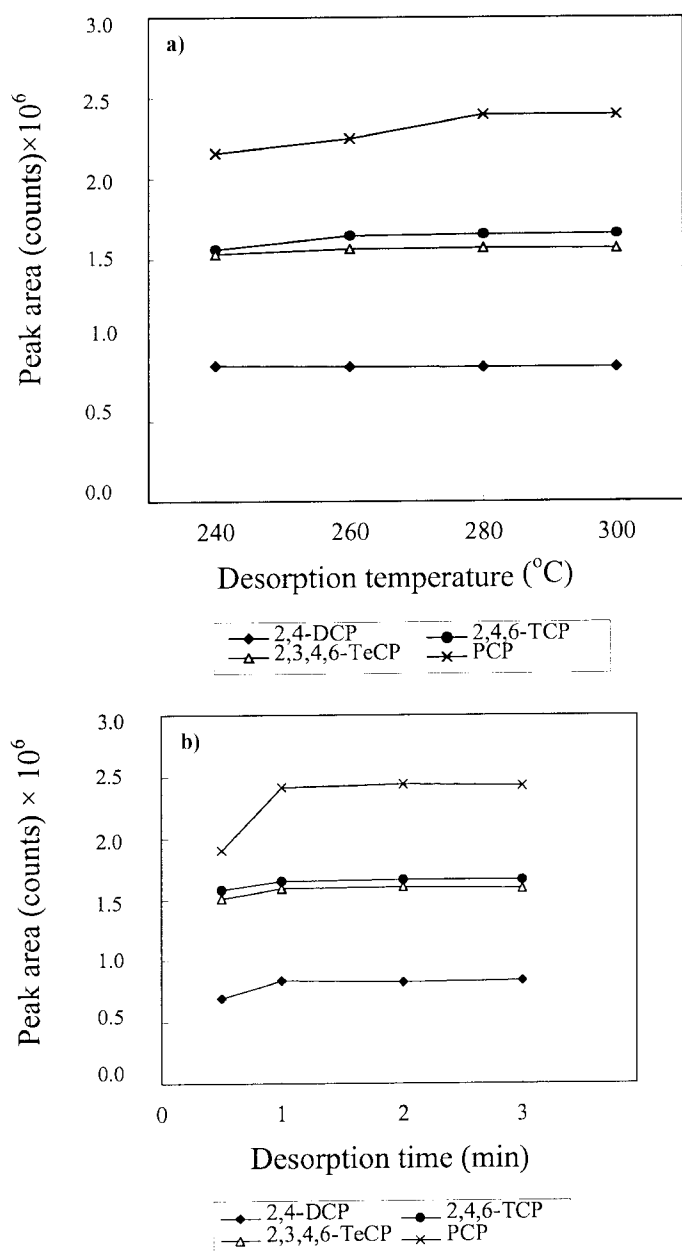 a)
Peak area (counts)×10⁶
3.0
2.5
2.0
1.5
1.0
0.5
0.0
240 260 280 300
Desorption temperature (°C)
2,4-DCP 2,4,6-TCP
2,3,4,6-TeCP PCP
b)
Peak area (counts) × 10⁶
3.0
2.5
2.0
1.5
1.0
0.5
0.0
0 1 2 3
Desorption time (min)
2,4-DCP 2,4,6-TCP
2,3,4,6-TeCP PCP